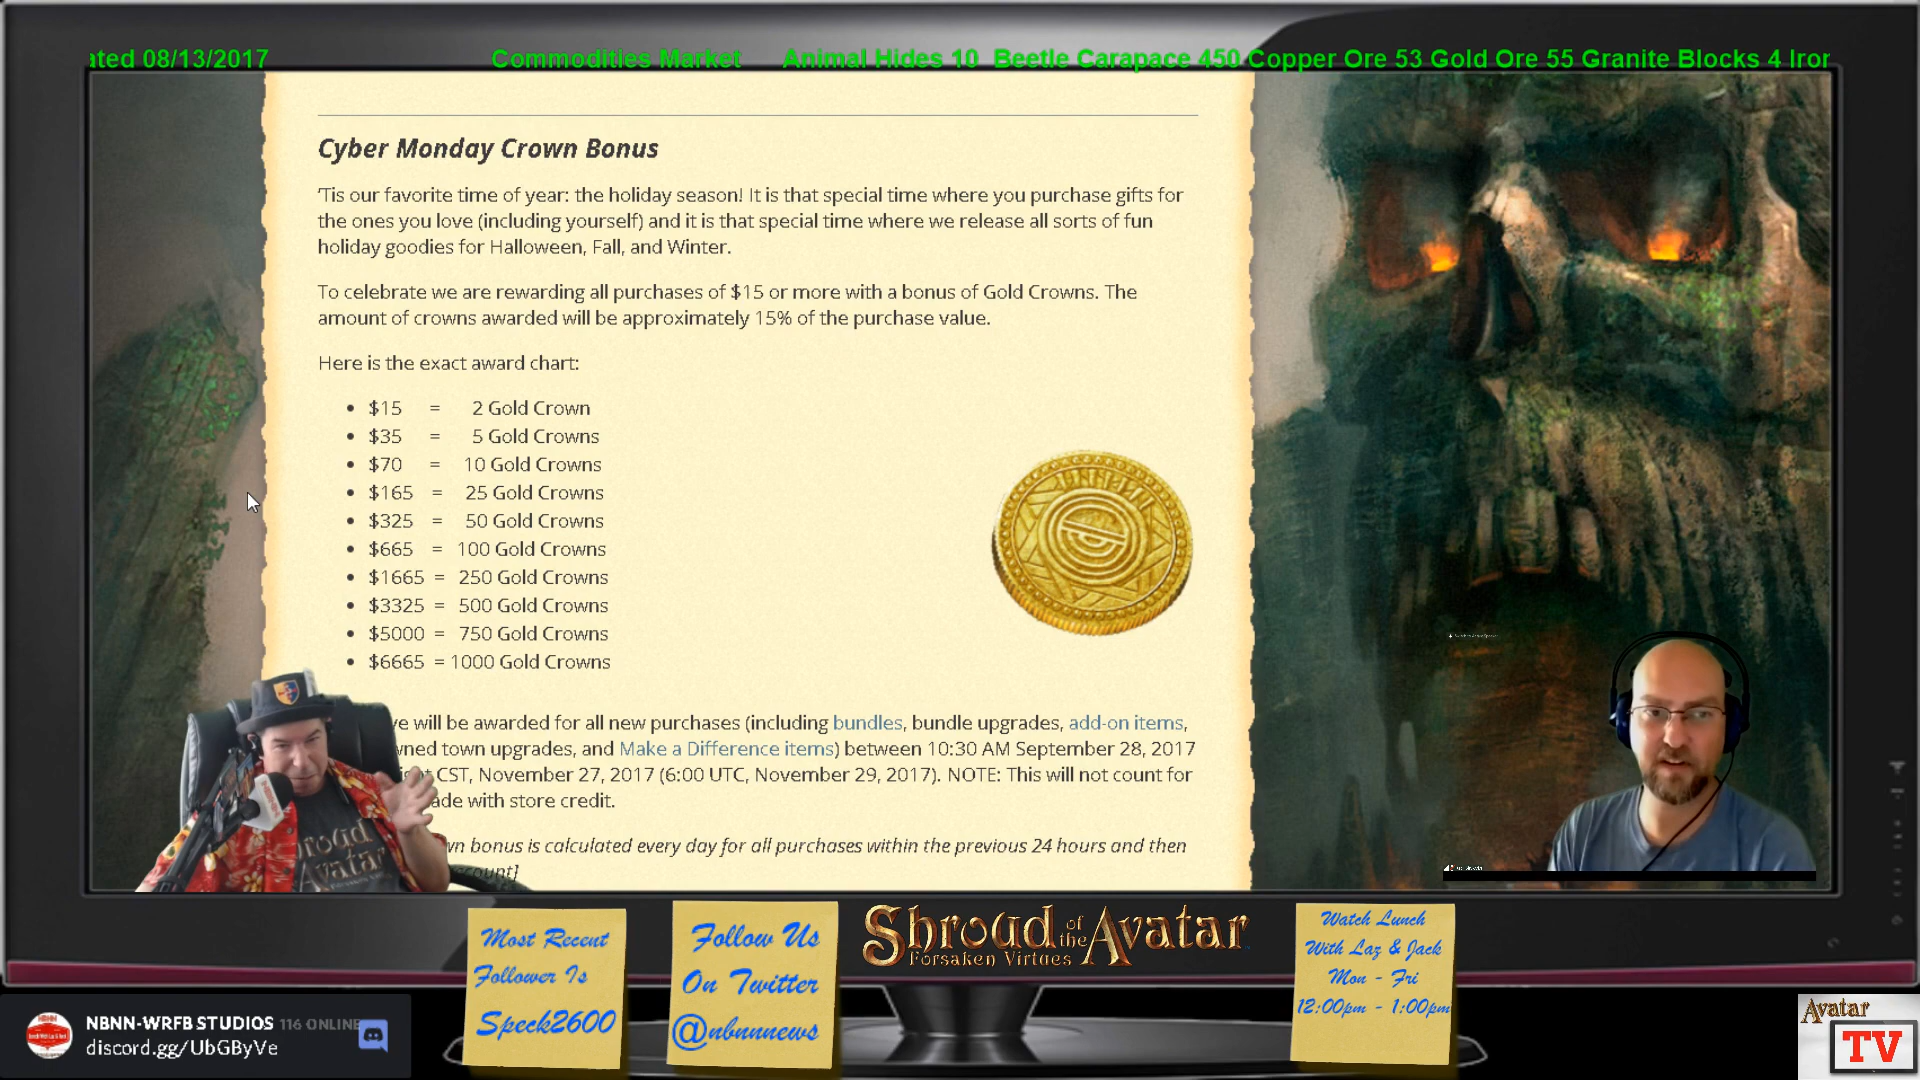 ated 08/13/2017 Commodities Market Animal Hides 10 Beetle Carapace 450 Copper Ore 53 Gold Ore 55 Granite Blocks 4 Iror
Cyber Monday Crown Bonus
'Tis our favorite time of year: the holiday season! It is that special time where you purchase gifts for
the ones you love (including yourself) and it is that special time where we release all sorts of fun
holiday goodies for Halloween, Fall, and Winter.
To celebrate we are rewarding all purchases of $15 or more with a bonus of Gold Crowns. The
amount of crowns awarded will be approximately 15% of the purchase value.
Here is the exact award chart:
• $15 = 2 Gold Crown
• $35 = 5 Gold Crowns
• $70 = 10 Gold Crowns
• $165 = 25 Gold Crowns
• $325 = 50 Gold Crowns
• $665 = 100 Gold Crowns
• $1665 = 250 Gold Crowns
• $3325 = 500 Gold Crowns
• $5000 = 750 Gold Crowns
• $6665 = 1000 Gold Crowns
ve will be awarded for all new purchases (including bundles, bundle upgrades, add-on items,
wned town upgrades, and Make a Difference items) between 10:30 AM September 28, 2017
CST, November 27, 2017 (6:00 UTC, November 29, 2017). NOTE: This will not count for
ade with store credit.
wn bonus is calculated every day for all purchases within the previous 24 hours and then
count]
Shroud
Avatar
Most Recent
Follower Is
Speck2600
Follow Us
On Twitter
@nbnnnews
Shroud of the Avatar
Forsaken Virtues
Watch Lunch
With Laz & Jack
Mon - Fri
12:00pm - 1:00pm
NBNN-WRFB STUDIOS 116 ONLINE
discord.gg/UbGByVe
Avatar
TV